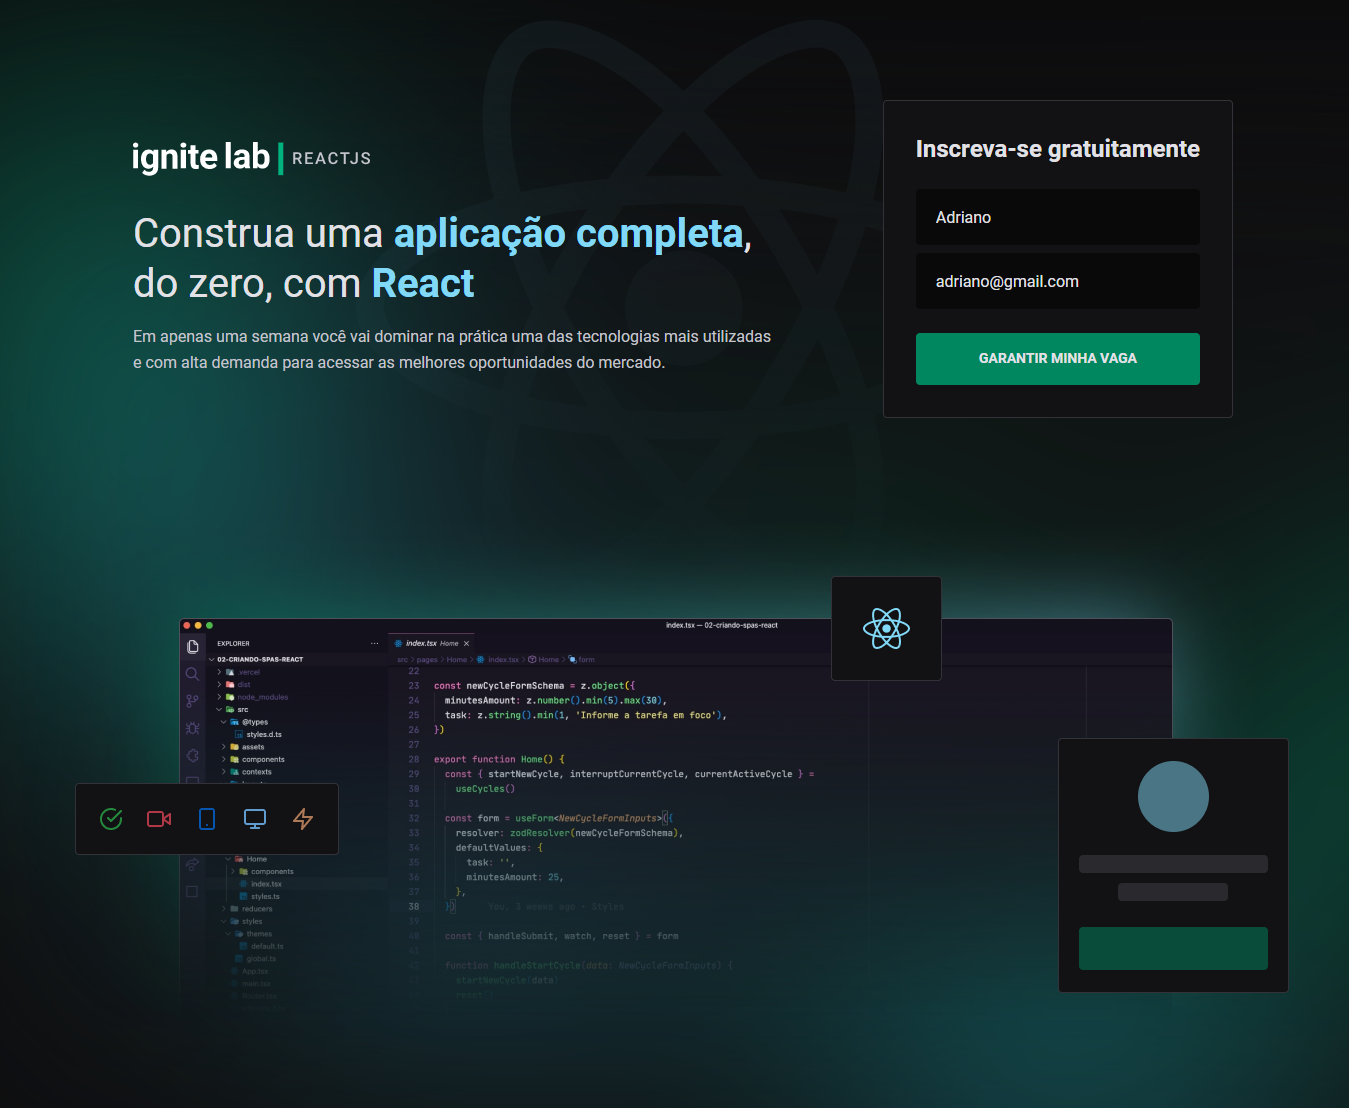 ignite lab | REACTJS
Construa uma aplicação completa,
do zero, com React
Em apenas uma semana você vai dominar na prática uma das tecnologias mais utilizadas
e com alta demanda para acessar as melhores oportunidades do mercado.
Inscreva-se gratuitamente
Adriano
adriano@gmail.com
GARANTIR MINHA VAGA
index.tsx — 02-criando-spas-react
EXPLORER
02-CRIANDO-SPAS-REACT
.vercel
dist
node_modules
src
@types
styles.d.ts
assets
components
contexts
Home
components
index.tsx
styles.ts
reducers
styles
themes
default.ts
global.ts
App.tsx
main.tsx
index.tsx Home
src > pages > Home > index.tsx > Home > form
22
23 const newCycleFormSchema = z.object({
24 minutesAmount: z.number().min(5).max(30),
25 task: z.string().min(1, 'Informe a tarefa em foco'),
26 })
27
28 export function Home() {
29 const { startNewCycle, interruptCurrentCycle, currentActiveCycle } =
30 useCycles()
31
32 const form = useForm<NewCycleFormInputs>({
33 resolver: zodResolver(newCycleFormSchema),
34 defaultValues: {
35 task: '',
36 minutesAmount: 25,
37 },
38 }) You, 3 weeks ago • Styles
39
40 const { handleSubmit, watch, reset } = form
41
42 function handleStartCycle(data: NewCycleFormInputs) {
startNewCycle(data)